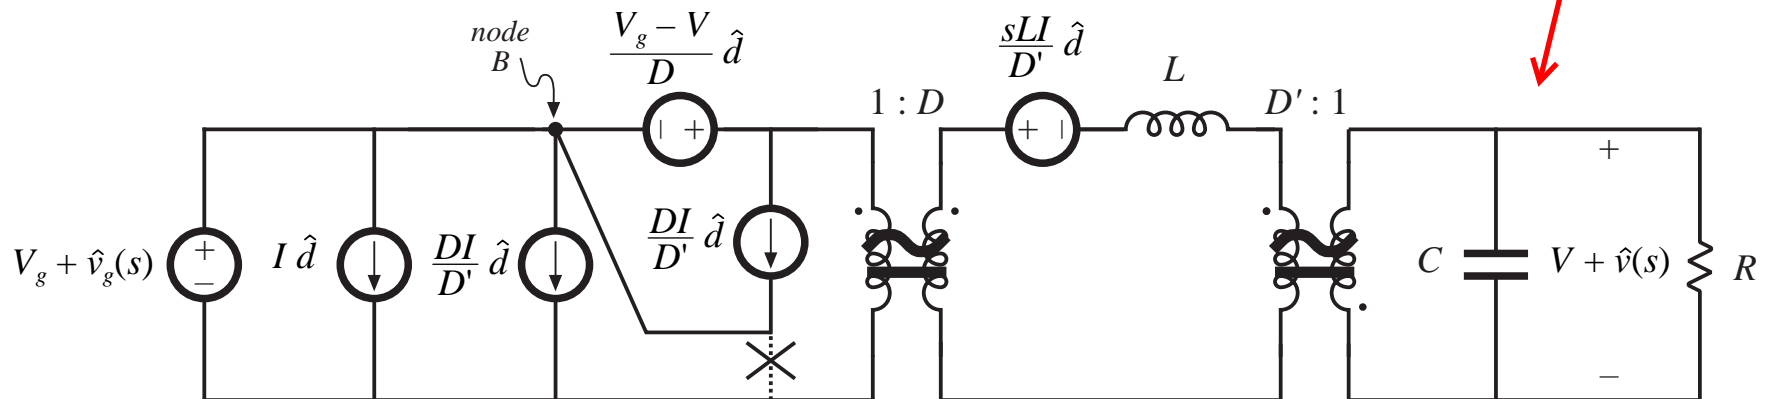 node
B
V_g − V
D
d̂
sLI
D'
d̂
L
1 : D
D' : 1
+
−
+
+
−
V_g + v̂_g(s)
+
−
I d̂
DI
D'
d̂
DI
D'
d̂
C
V + v̂(s)
R
−